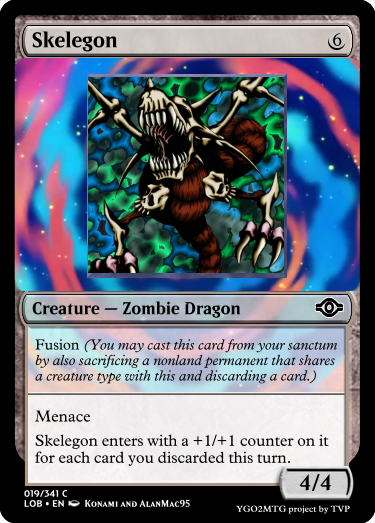 Skelegon 6
Creature — Zombie Dragon
Fusion (You may cast this card from your sanctum
by also sacrificing a nonland permanent that shares
a creature type with this and discarding a card.)
Menace
Skelegon enters with a +1/+1 counter on it
for each card you discarded this turn.
4/4
019/341 C
LOB • EN Konami and AlanMac95
YGO2MTG project by TVP